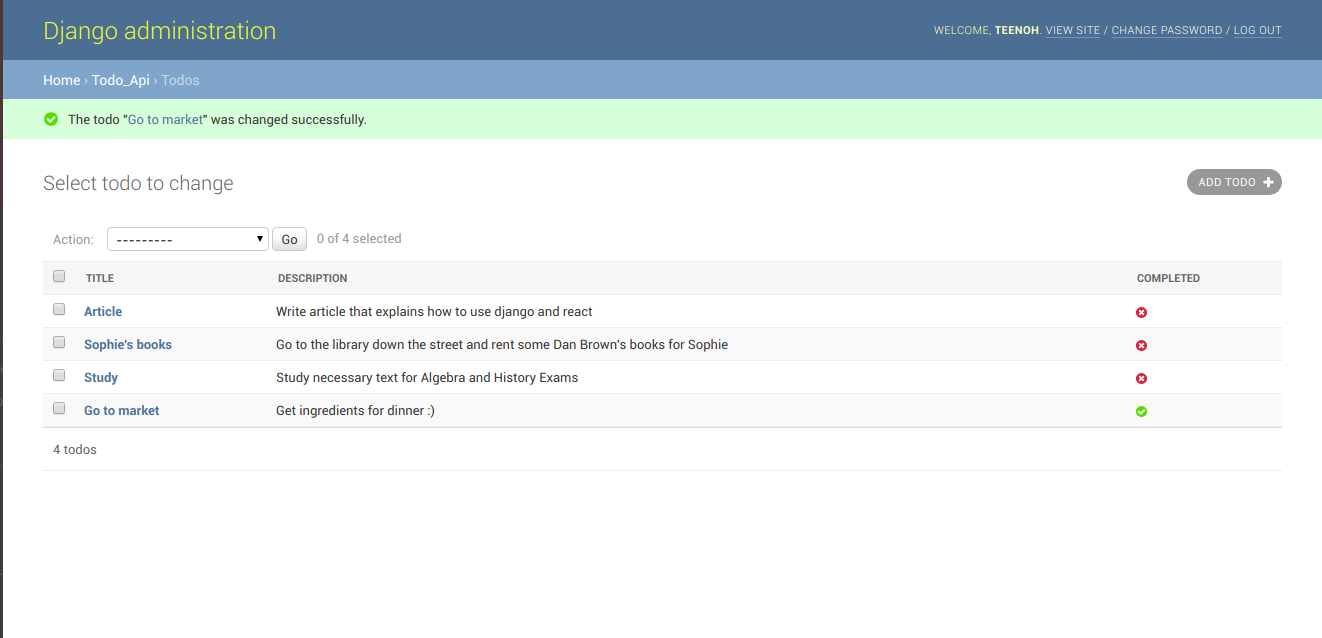 Django administration
WELCOME, TEENOH. VIEW SITE / CHANGE PASSWORD / LOG OUT
Home › Todo_Api › Todos
The todo "Go to market" was changed successfully.
Select todo to change
ADD TODO +
Action: --------- Go 0 of 4 selected
TITLE DESCRIPTION COMPLETED
Article Write article that explains how to use django and react
Sophie's books Go to the library down the street and rent some Dan Brown's books for Sophie
Study Study necessary text for Algebra and History Exams
Go to market Get ingredients for dinner :)
4 todos